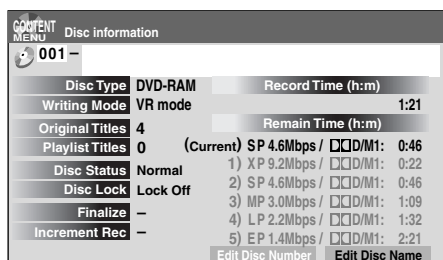 CONTENT MENU Disc information
001 –
Disc Type DVD-RAM
Writing Mode VR mode
Original Titles 4
Playlist Titles 0
Disc Status Normal
Disc Lock Lock Off
Finalize –
Increment Rec –
Record Time (h:m)
1:21
Remain Time (h:m)
(Current) SP 4.6Mbps / D/M1: 0:46
1) XP 9.2Mbps / D/M1: 0:22
2) SP 4.6Mbps / D/M1: 0:46
3) MP 3.0Mbps / D/M1: 1:09
4) LP 2.2Mbps / D/M1: 1:32
5) EP 1.4Mbps / D/M1: 2:21
Edit Disc Number Edit Disc Name